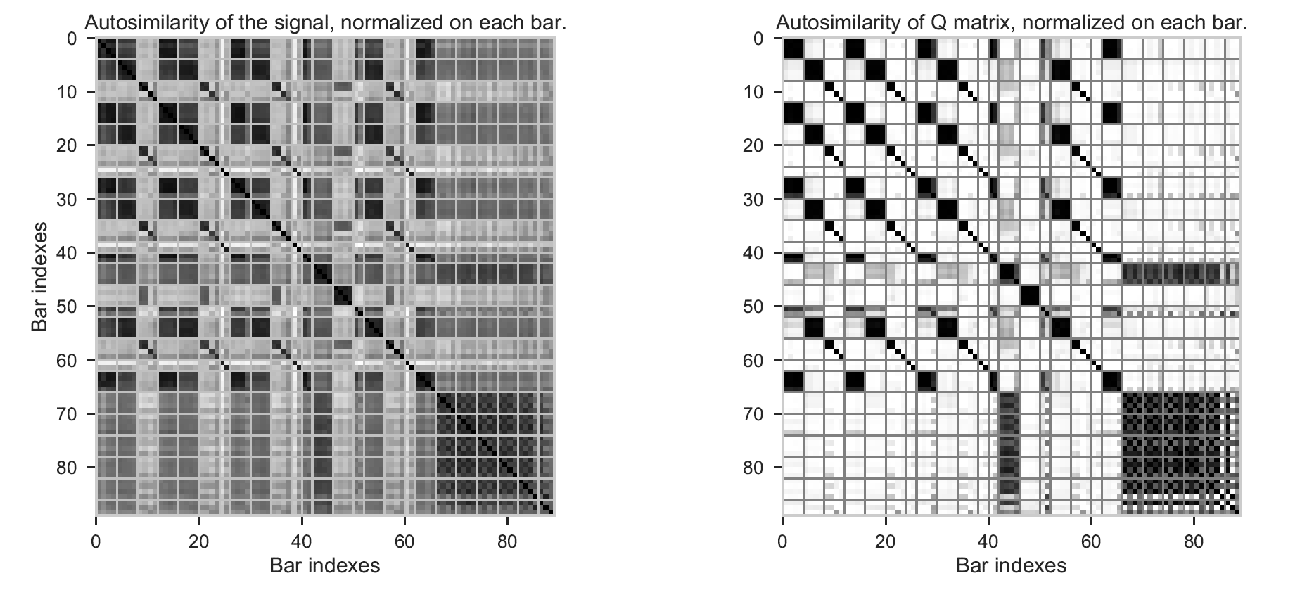 Autosimilarity of the signal, normalized on each bar.
0
10
20
30
40
50
60
70
80
Bar indexes
0 20 40 60 80
Bar indexes
Autosimilarity of Q matrix, normalized on each bar.
0
10
20
30
40
50
60
70
80
0 20 40 60 80
Bar indexes